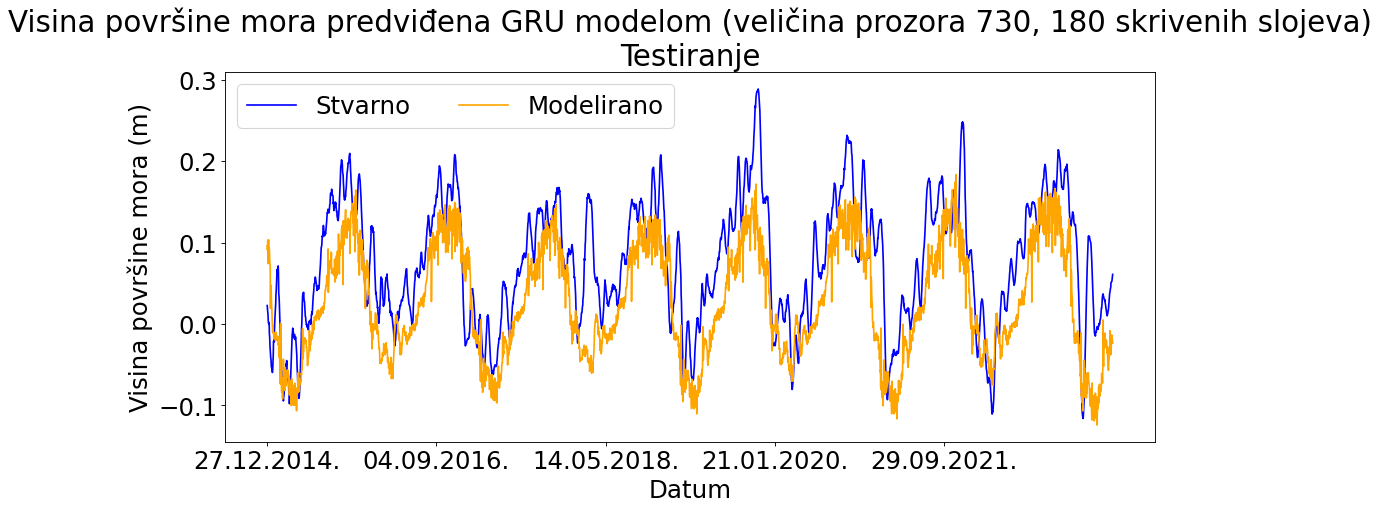 Visina površine mora predviđena GRU modelom (veličina prozora 730, 180 skrivenih slojeva)
Testiranje
Stvarno Modelirano
Visina površine mora (m)
0.3
0.2
0.1
0.0
−0.1
27.12.2014. 04.09.2016. 14.05.2018. 21.01.2020. 29.09.2021.
Datum